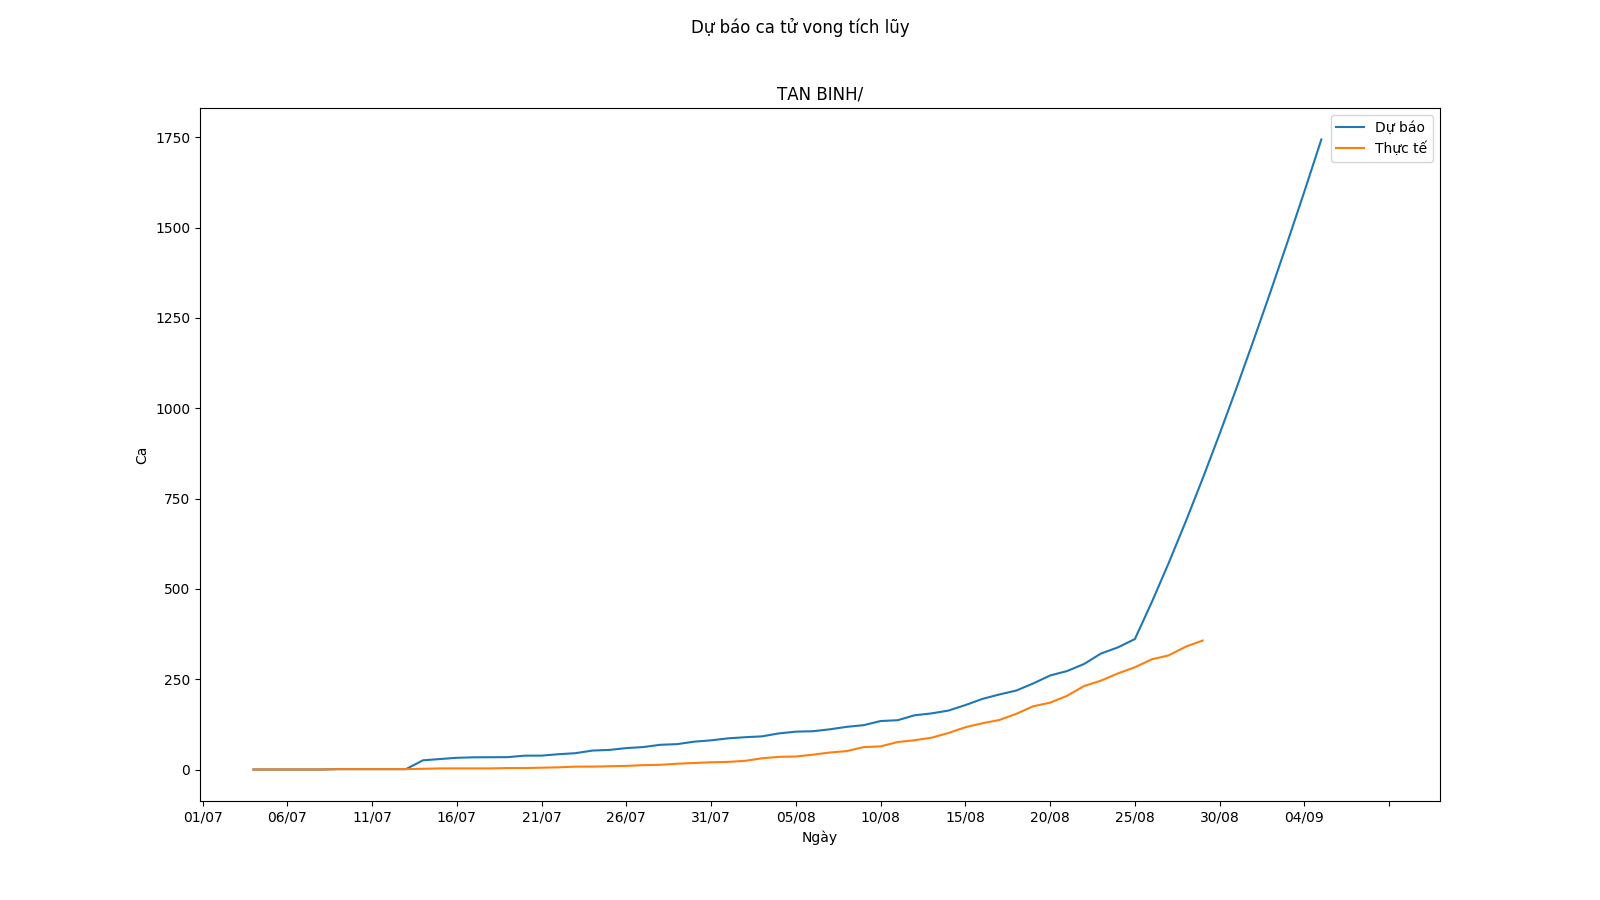 Dự báo ca tử vong tích lũy
TAN BINH/
Dự báo
Thực tế
1750
1500
1250
1000
750
500
250
0
Ca
01/07 06/07 11/07 16/07 21/07 26/07 31/07 05/08 10/08 15/08 20/08 25/08 30/08 04/09
Ngày